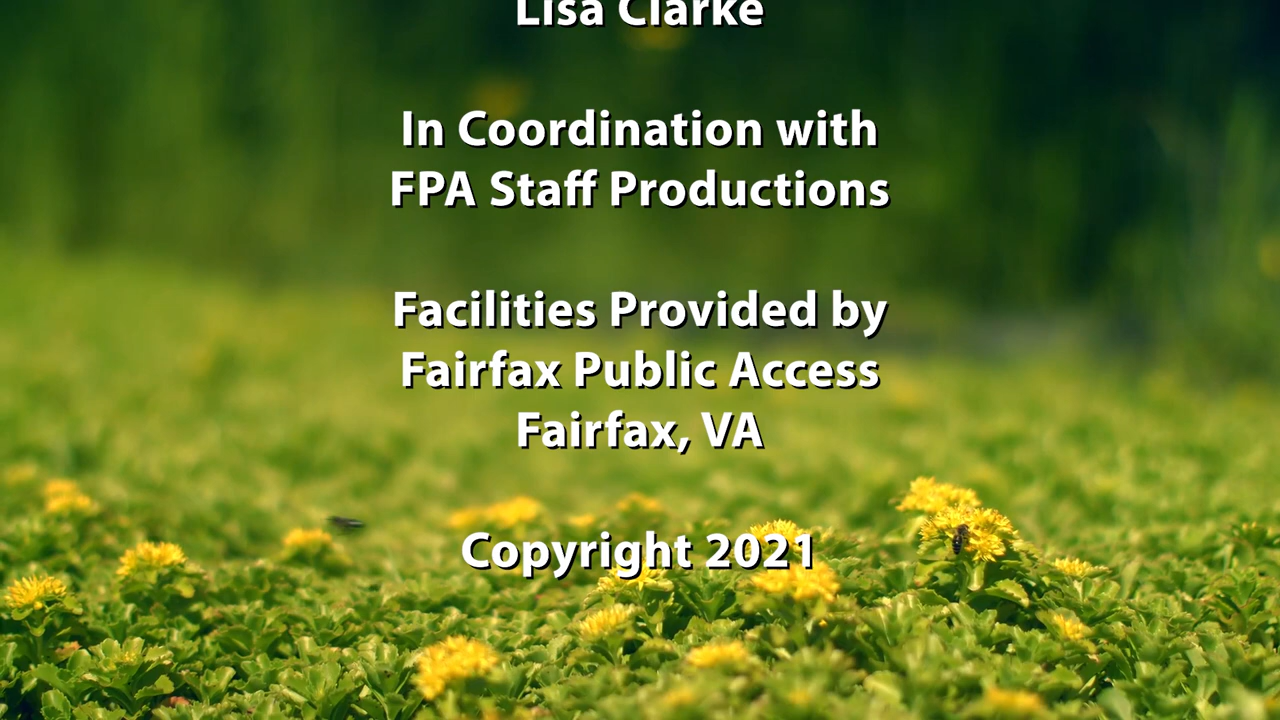 Lisa Clarke
In Coordination with
FPA Staff Productions
Facilities Provided by
Fairfax Public Access
Fairfax, VA
Copyright 2021